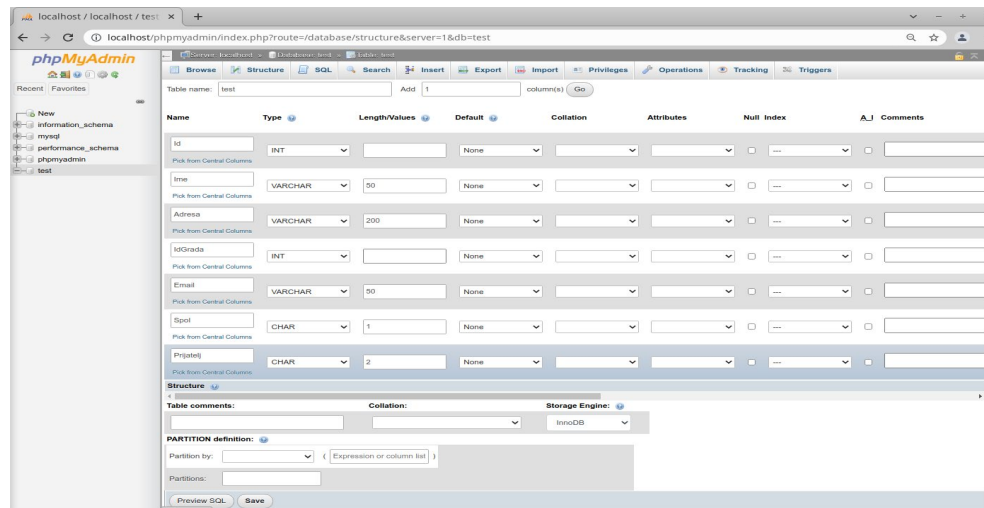 localhost / localhost / test
localhost/phpmyadmin/index.php?route=/database/structure&server=1&db=test
phpMyAdmin
Recent Favorites
New
information_schema
mysql
performance_schema
phpmyadmin
test
Server: localhost » Database: test » Table: test
Browse Structure SQL Search Insert Export Import Privileges Operations Tracking Triggers
Table name: test Add 1 column(s) Go
Name Type Length/Values Default Collation Attributes Null Index A_I Comments
Id INT None ---
Pick from Central Columns
Ime VARCHAR 50 None ---
Pick from Central Columns
Adresa VARCHAR 200 None ---
Pick from Central Columns
IdGrada INT None ---
Pick from Central Columns
Email VARCHAR 50 None ---
Pick from Central Columns
Spol CHAR 1 None ---
Pick from Central Columns
Prijatelj CHAR 2 None ---
Pick from Central Columns
Structure
Table comments: Collation: Storage Engine:
InnoDB
PARTITION definition:
Partition by: ( Expression or column list )
Partitions:
Preview SQL Save